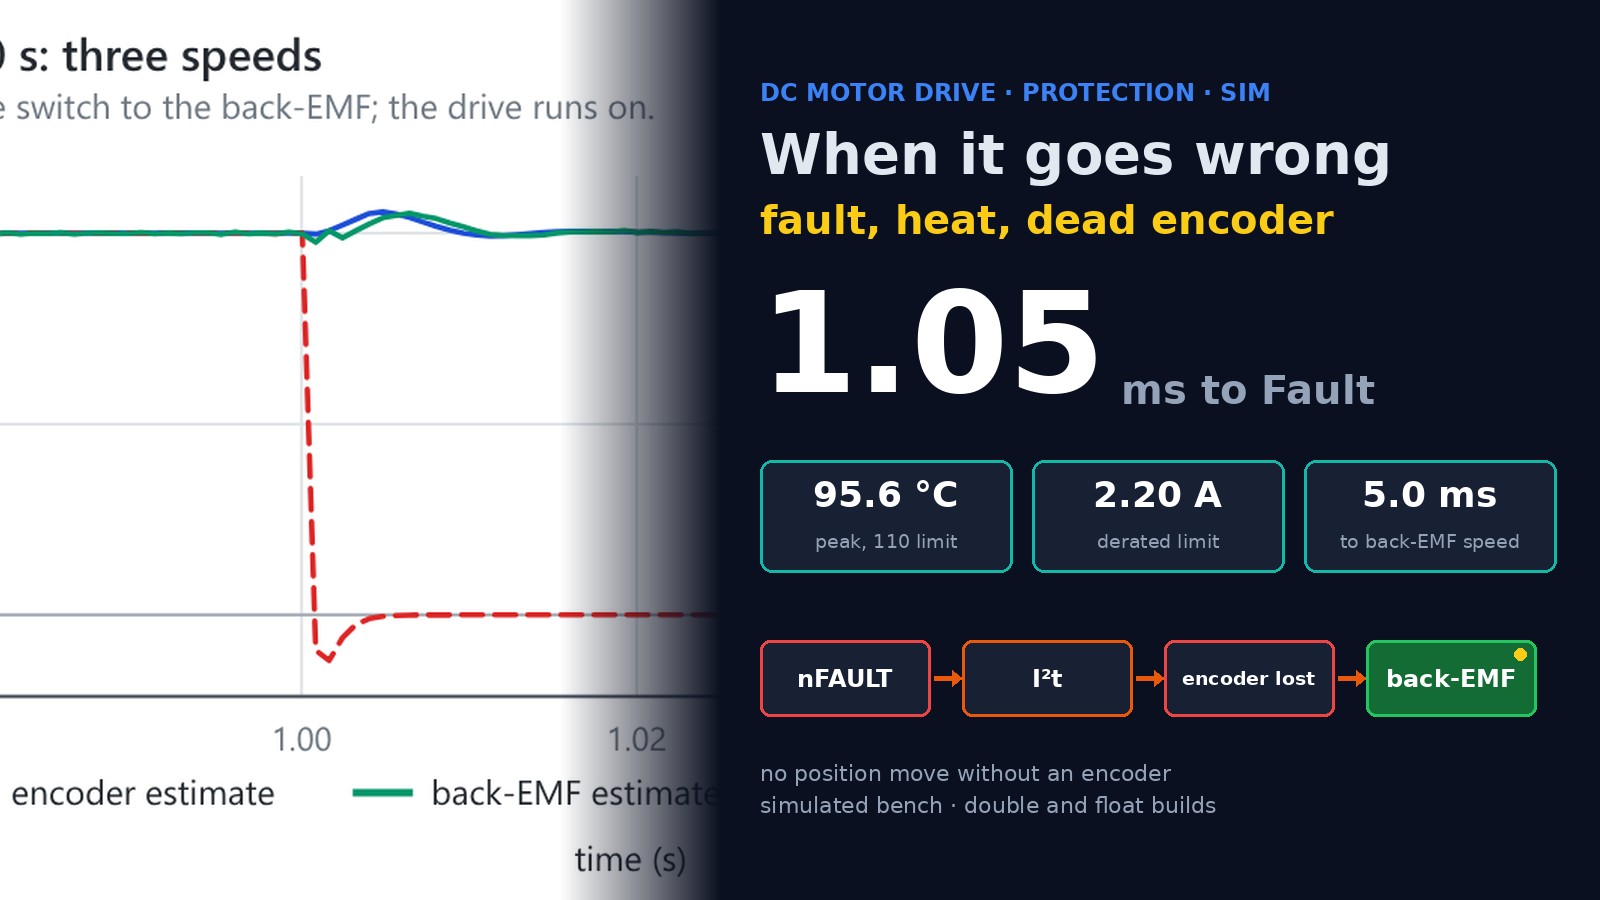 s: three speeds
switch to the back-EMF; the drive runs on.
1.00
1.02
encoder estimate
back-EMF estimate
time (s)
DC MOTOR DRIVE · PROTECTION · SIM
When it goes wrong
fault, heat, dead encoder
1.05 ms to Fault
95.6 °C
peak, 110 limit
2.20 A
derated limit
5.0 ms
to back-EMF speed
nFAULT
I²t
encoder lost
back-EMF
no position move without an encoder
simulated bench · double and float builds